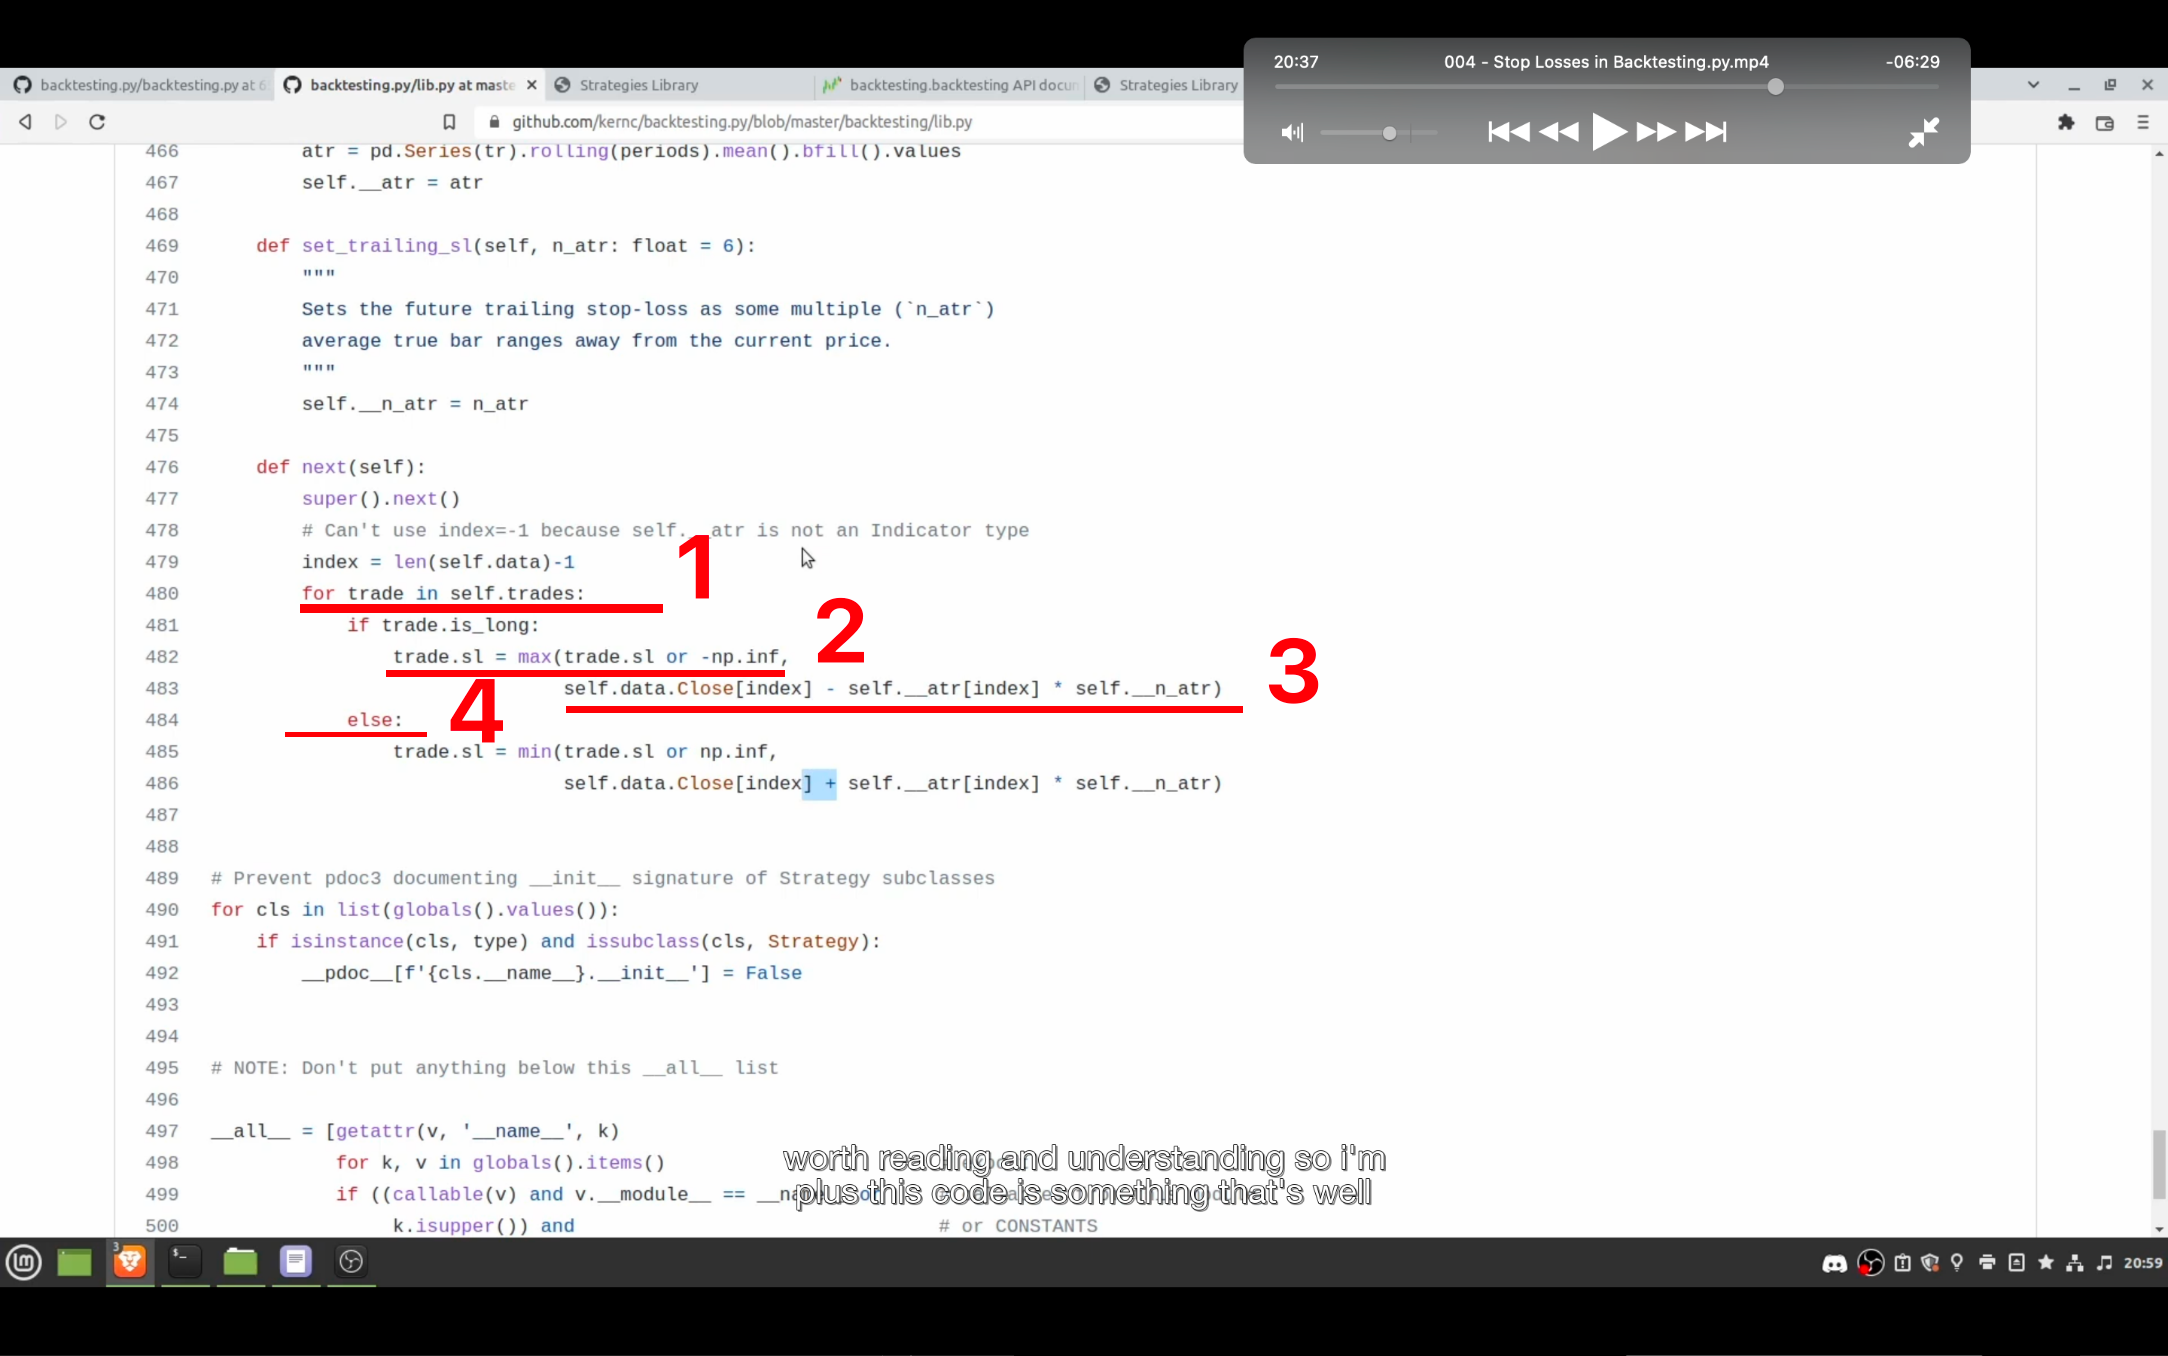 20:37 004 - Stop Losses in Backtesting.py.mp4 -06:29
backtesting.py/backtesting.py at 6 backtesting.py/lib.py at maste Strategies Library backtesting.backtesting API docum Strategies Library
github.com/kernc/backtesting.py/blob/master/backtesting/lib.py
466 atr = pd.Series(tr).rolling(periods).mean().bfill().values
467 self.__atr = atr
468
469 def set_trailing_sl(self, n_atr: float = 6):
470 """
471 Sets the future trailing stop-loss as some multiple (`n_atr`)
472 average true bar ranges away from the current price.
473 """
474 self.__n_atr = n_atr
475
476 def next(self):
477 super().next()
478 # Can't use index=-1 because self.__atr is not an Indicator type
479 index = len(self.data)-1
480 for trade in self.trades:
1
481 if trade.is_long:
482 trade.sl = max(trade.sl or -np.inf,
2
483 self.data.Close[index] - self.__atr[index] * self.__n_atr)
3
484 else:
4
485 trade.sl = min(trade.sl or np.inf,
486 self.data.Close[index] + self.__atr[index] * self.__n_atr)
487
488
489 # Prevent pdoc3 documenting __init__ signature of Strategy subclasses
490 for cls in list(globals().values()):
491 if isinstance(cls, type) and issubclass(cls, Strategy):
492 __pdoc__[f'{cls.__name__}.__init__'] = False
493
494
495 # NOTE: Don't put anything below this __all__ list
496
497 __all__ = [getattr(v, '__name__', k)
498 for k, v in globals().items()
499 if ((callable(v) and v.__module__ ==
500 k.isupper()) and # or CONSTANTS
worth reading and understanding so i'm
plus this code is something that's well
3
20:59